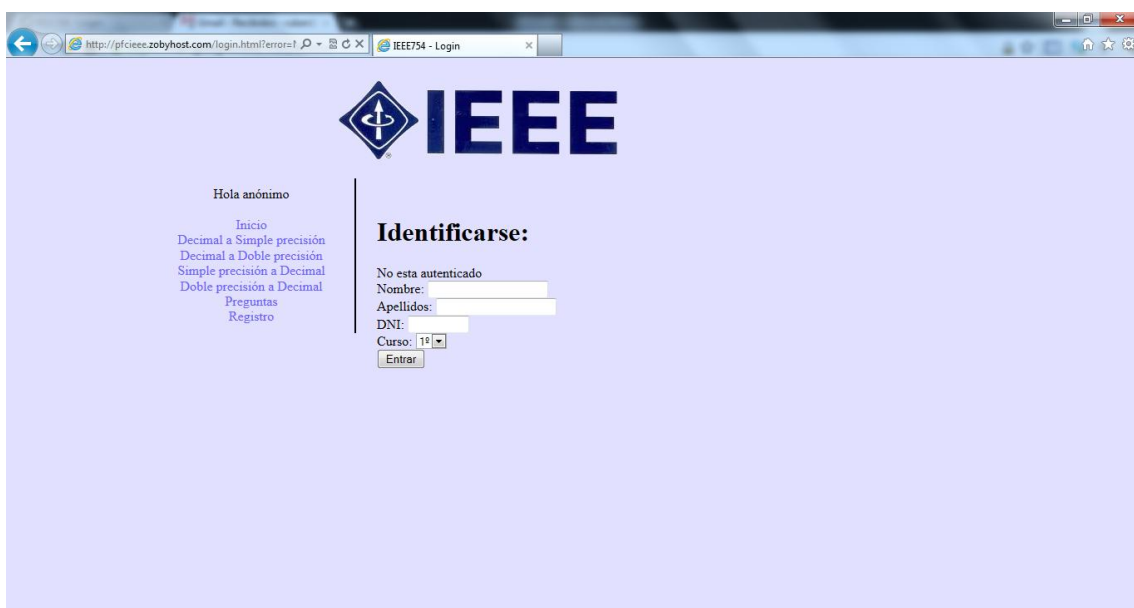 http://pfcieee.zobyhost.com/login.html?error=
IEEE754 - Login
IEEE
Hola anónimo
Inicio
Decimal a Simple precisión
Decimal a Doble precisión
Simple precisión a Decimal
Doble precisión a Decimal
Preguntas
Registro
Identificarse:
No esta autenticado
Nombre:
Apellidos:
DNI:
Curso: 1º
Entrar